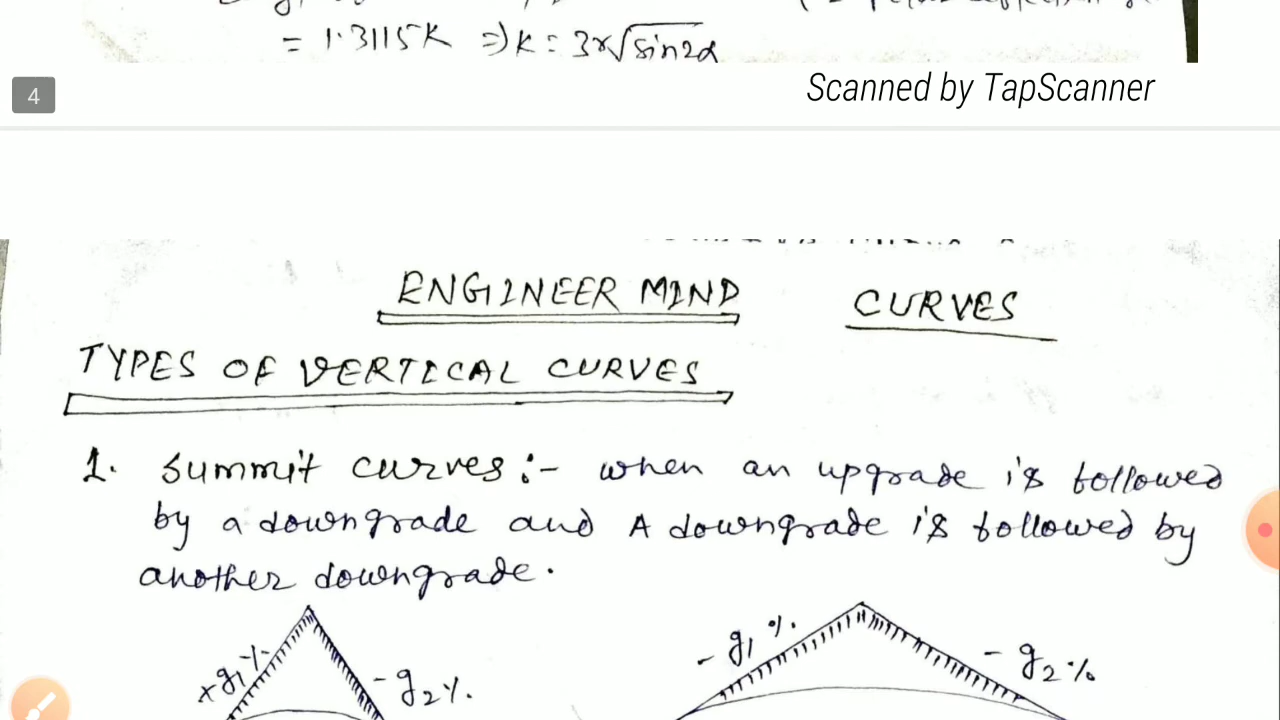 = 1.3115K ⇒ K = 3r√sin2α
4
Scanned by TapScanner
ENGINEER MIND CURVES
TYPES OF VERTICAL CURVES
1. Summit curves :- when an upgrade is followed
by a downgrade and A downgrade is followed by
another downgrade.
+g1% -g2% -g1% -g2%